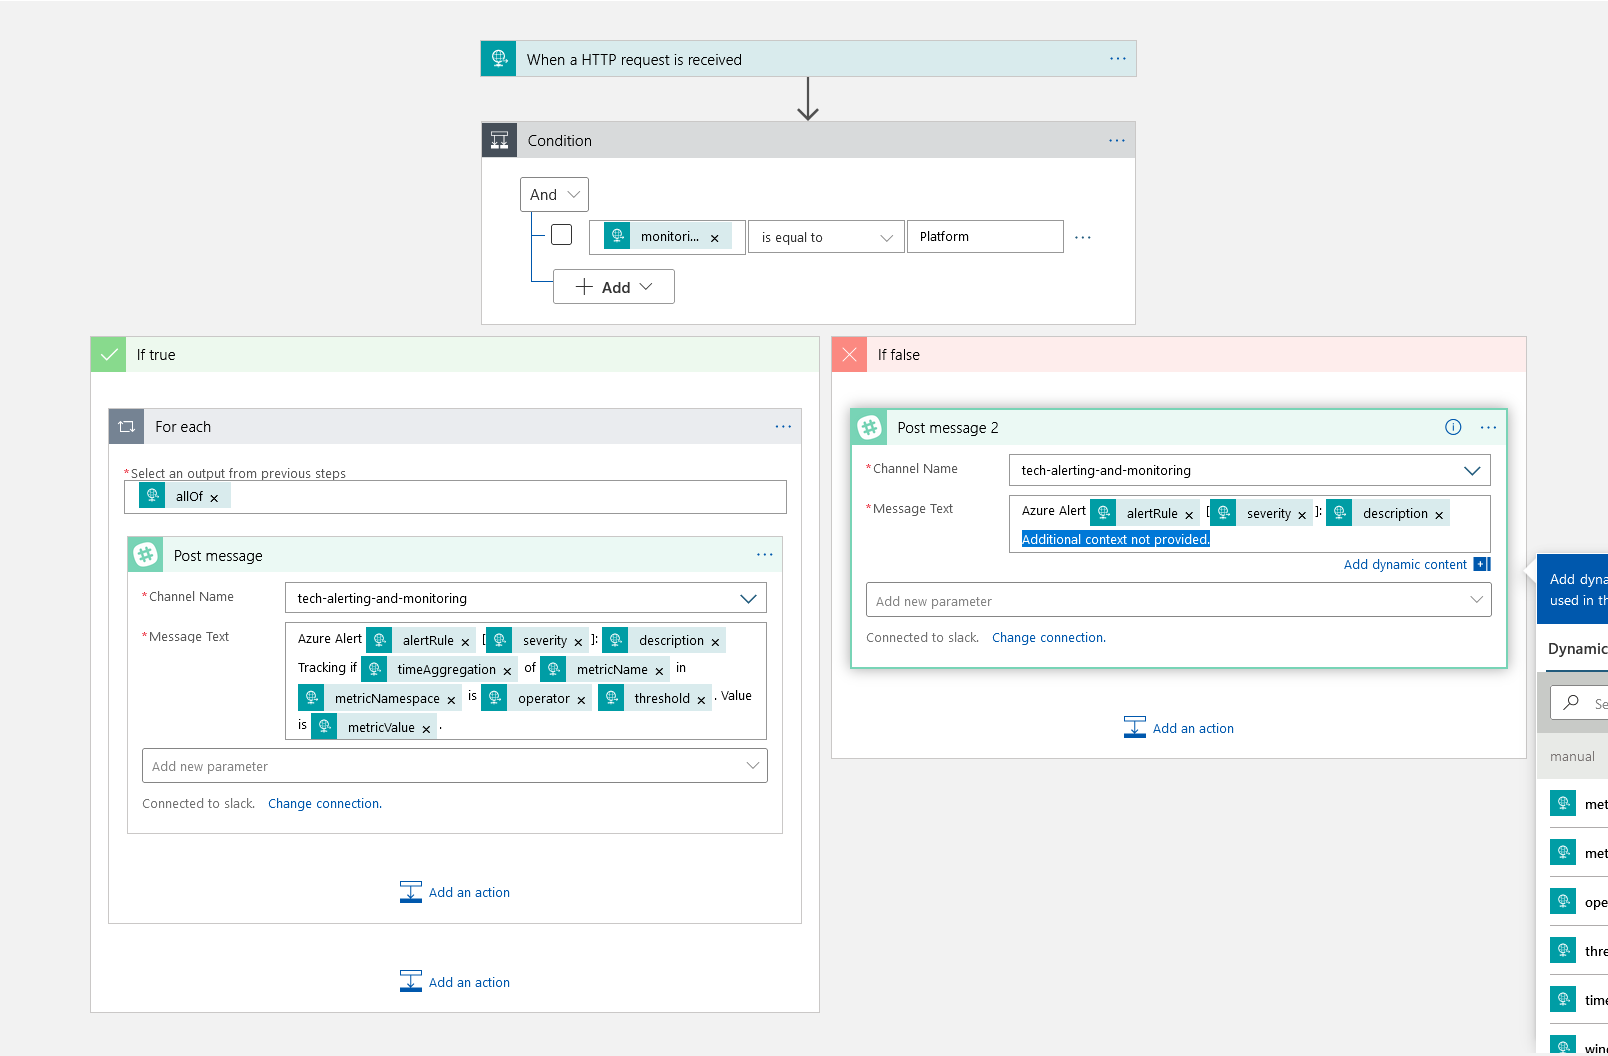 When a HTTP request is received
Condition
And
monitori... × is equal to Platform
Add
If true
For each
*Select an output from previous steps
allOf ×
Post message
*Channel Name tech-alerting-and-monitoring
*Message Text Azure Alert alertRule × [ severity × ]: description ×
Tracking if timeAggregation × of metricName × in
metricNamespace × is operator × threshold × . Value
is metricValue × .
Add new parameter
Connected to slack. Change connection.
Add an action
Add an action
If false
Post message 2
*Channel Name tech-alerting-and-monitoring
*Message Text Azure Alert alertRule × [ severity × ]: description ×
Additional context not provided.
Add dynamic content
Add new parameter
Connected to slack. Change connection.
Add an action
Add dyna
used in th
Dynamic
Se
manual
met
met
ope
thre
time
wind